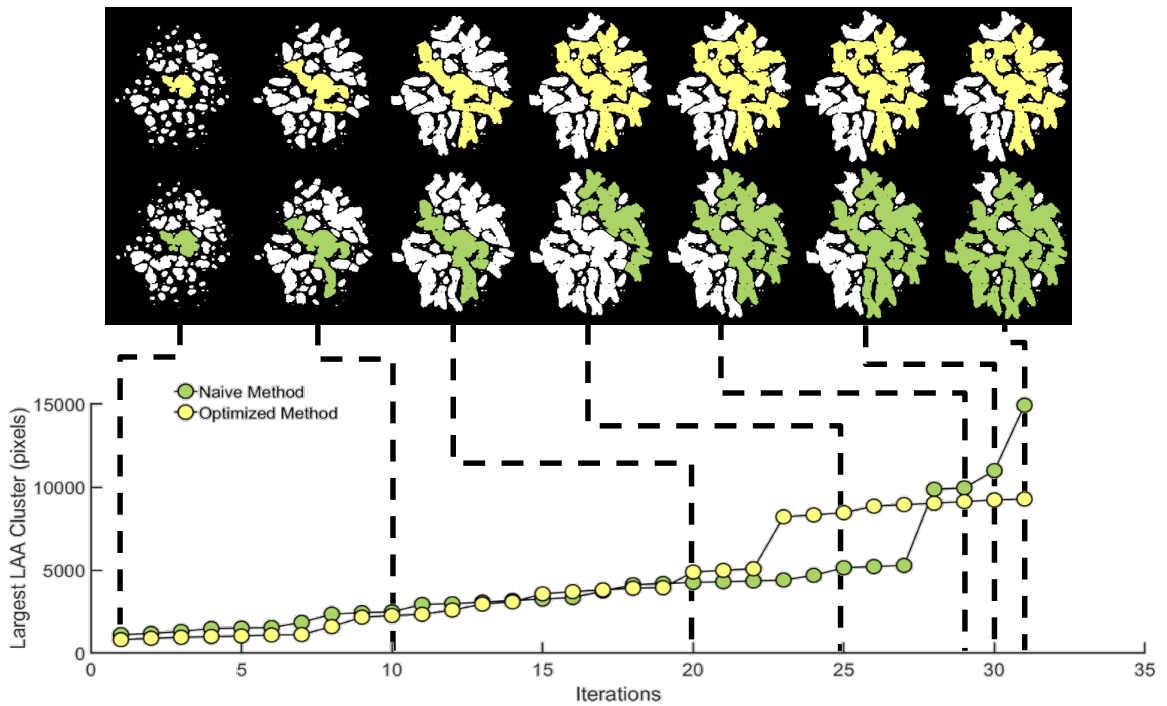 Naive Method
Optimized Method
Largest LAA Cluster (pixels)
15000
10000
5000
0
0 5 10 15 20 25 30 35
Iterations